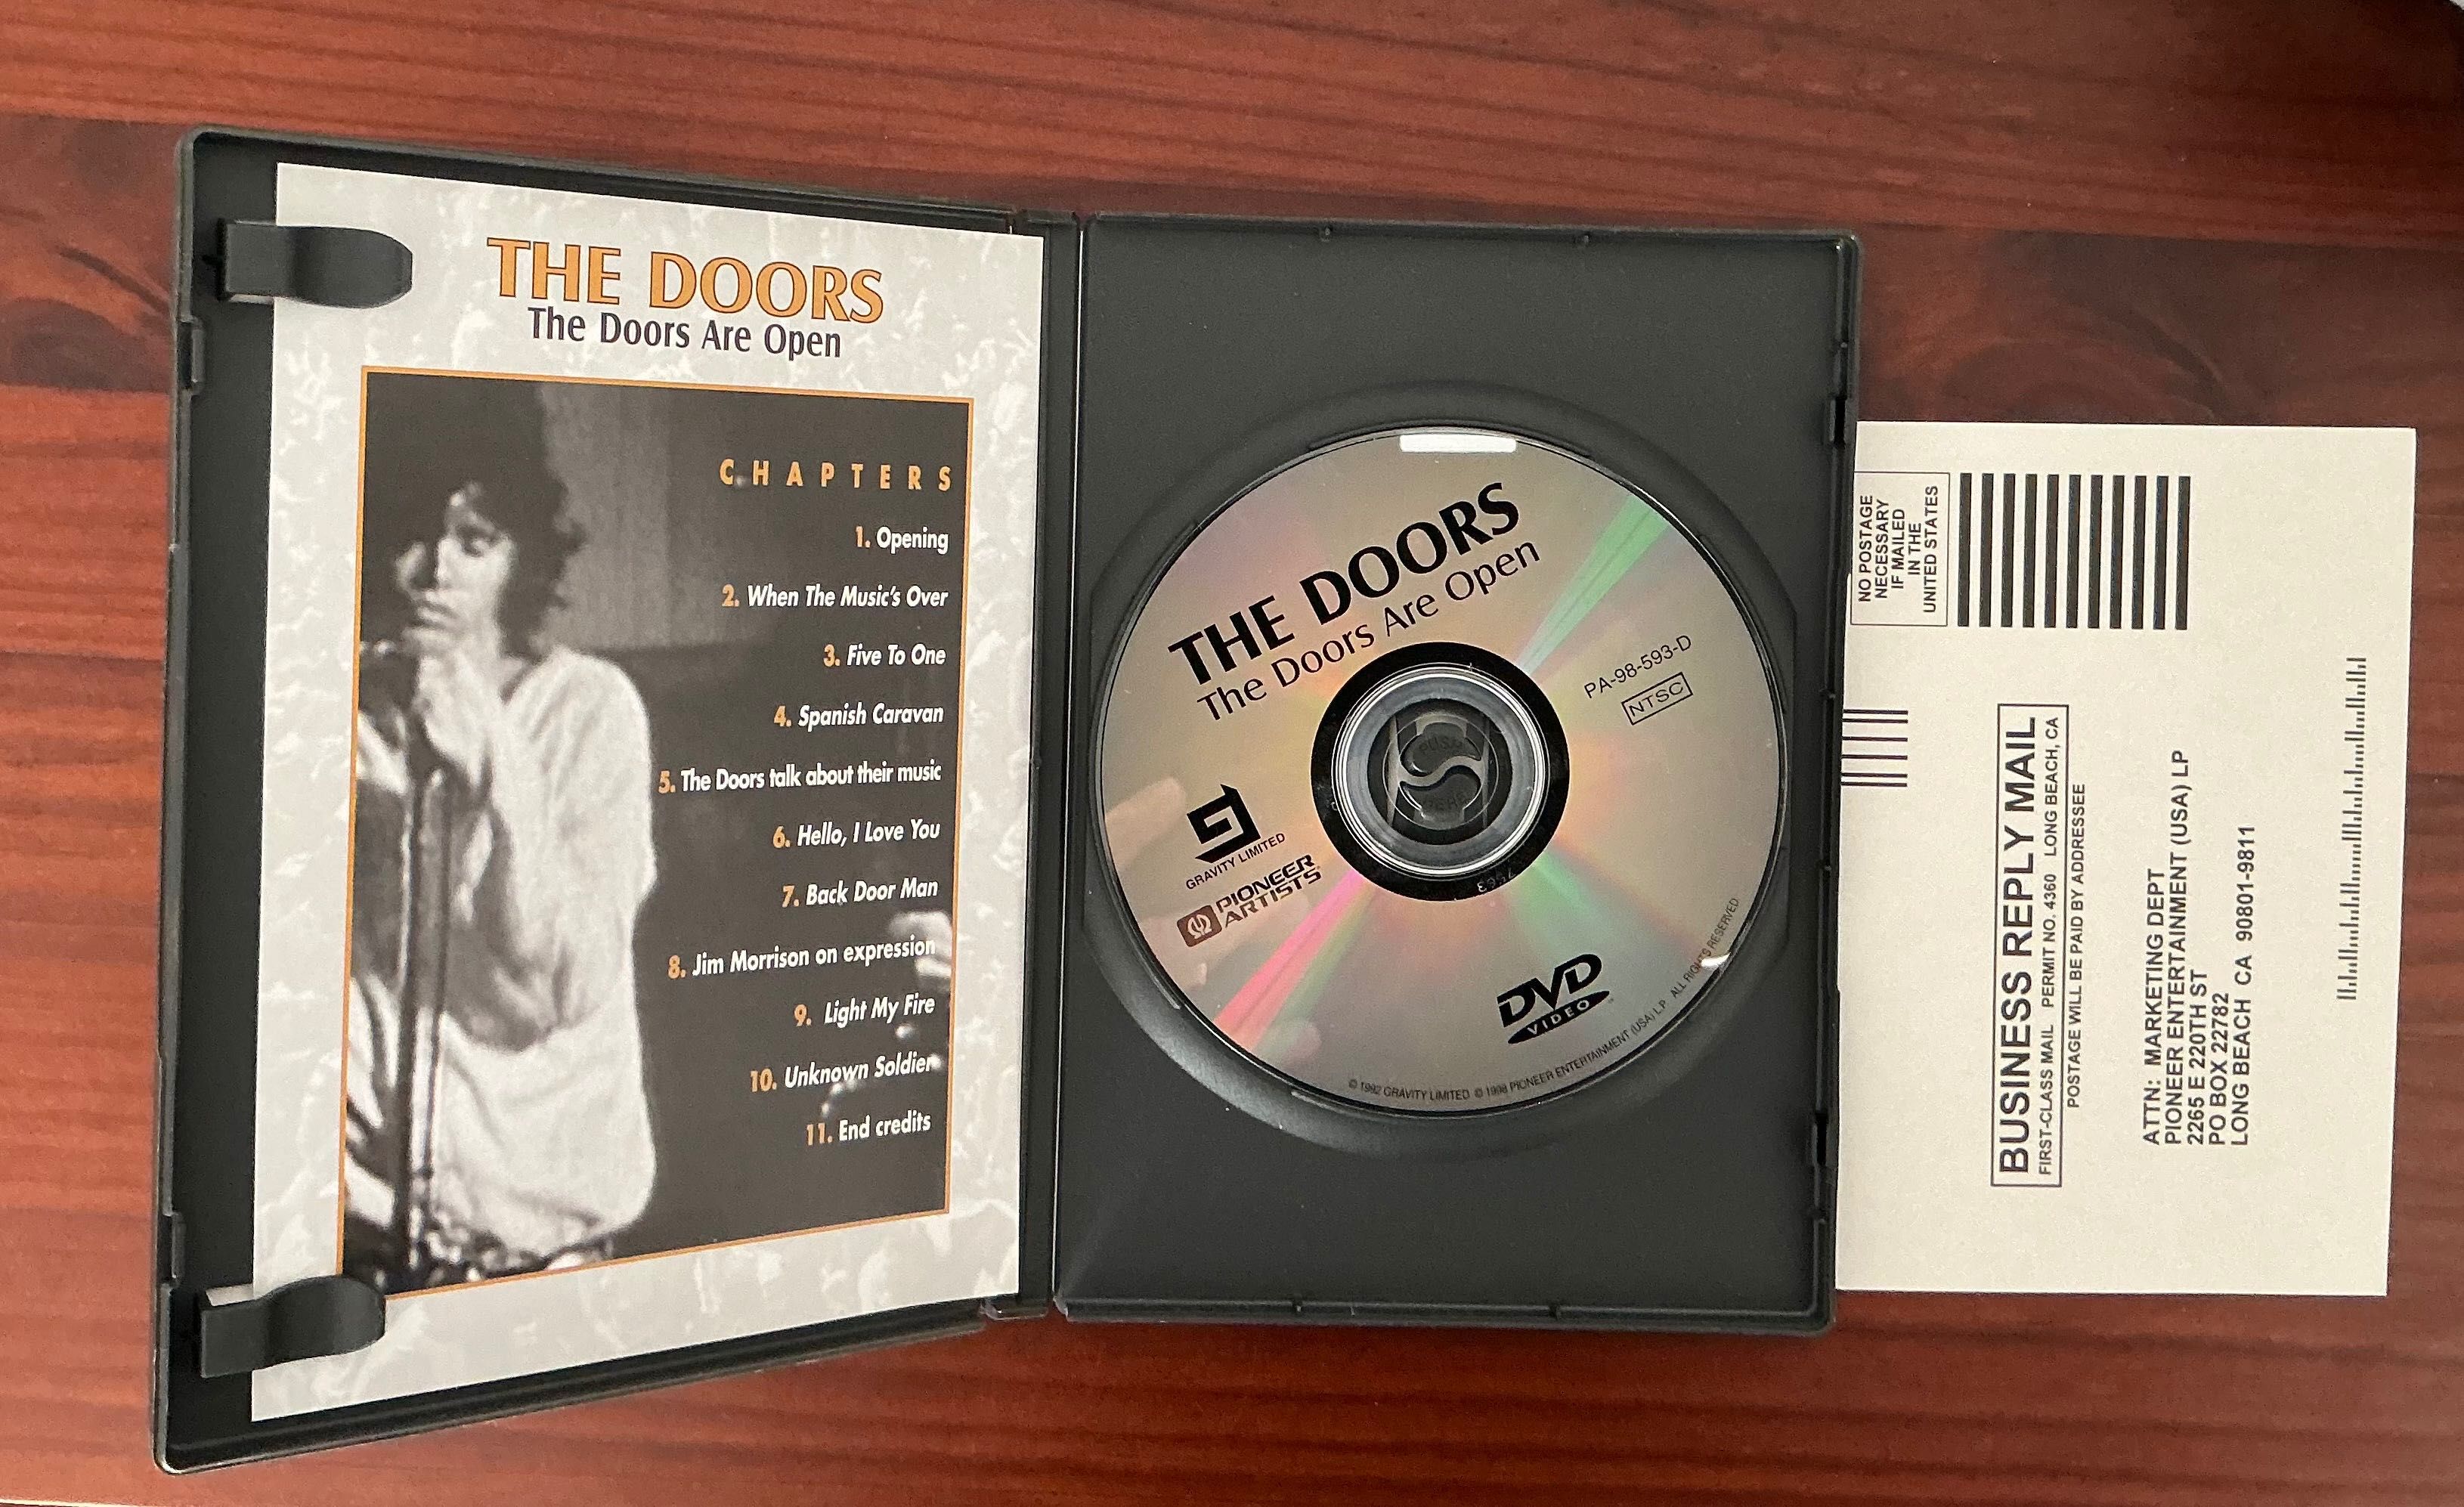 THE DOORS
The Doors Are Open
CHAPTERS
1. Opening
2. When The Music's Over
3. Five To One
4. Spanish Caravan
5. The Doors talk about their music
6. Hello, I Love You
7. Back Door Man
8. Jim Morrison on expression
9. Light My Fire
10. Unknown Soldier
11. End credits
THE DOORS
The Doors Are Open
PA-98-593-D
NTSC
GRAVITY LIMITED
PIONEER
ARTISTS
DVD
VIDEO
© 1992 GRAVITY LIMITED © 1998 PIONEER ENTERTAINMENT (USA) L.P. ALL RIGHTS RESERVED
PUSH
NO POSTAGE
NECESSARY
IF MAILED
IN THE
UNITED STATES
BUSINESS REPLY MAIL
FIRST-CLASS MAIL PERMIT NO. 4360 LONG BEACH, CA
POSTAGE WILL BE PAID BY ADDRESSEE
ATTN: MARKETING DEPT
PIONEER ENTERTAINMENT (USA) LP
2265 E 220TH ST
PO BOX 22782
LONG BEACH CA 90801-9811